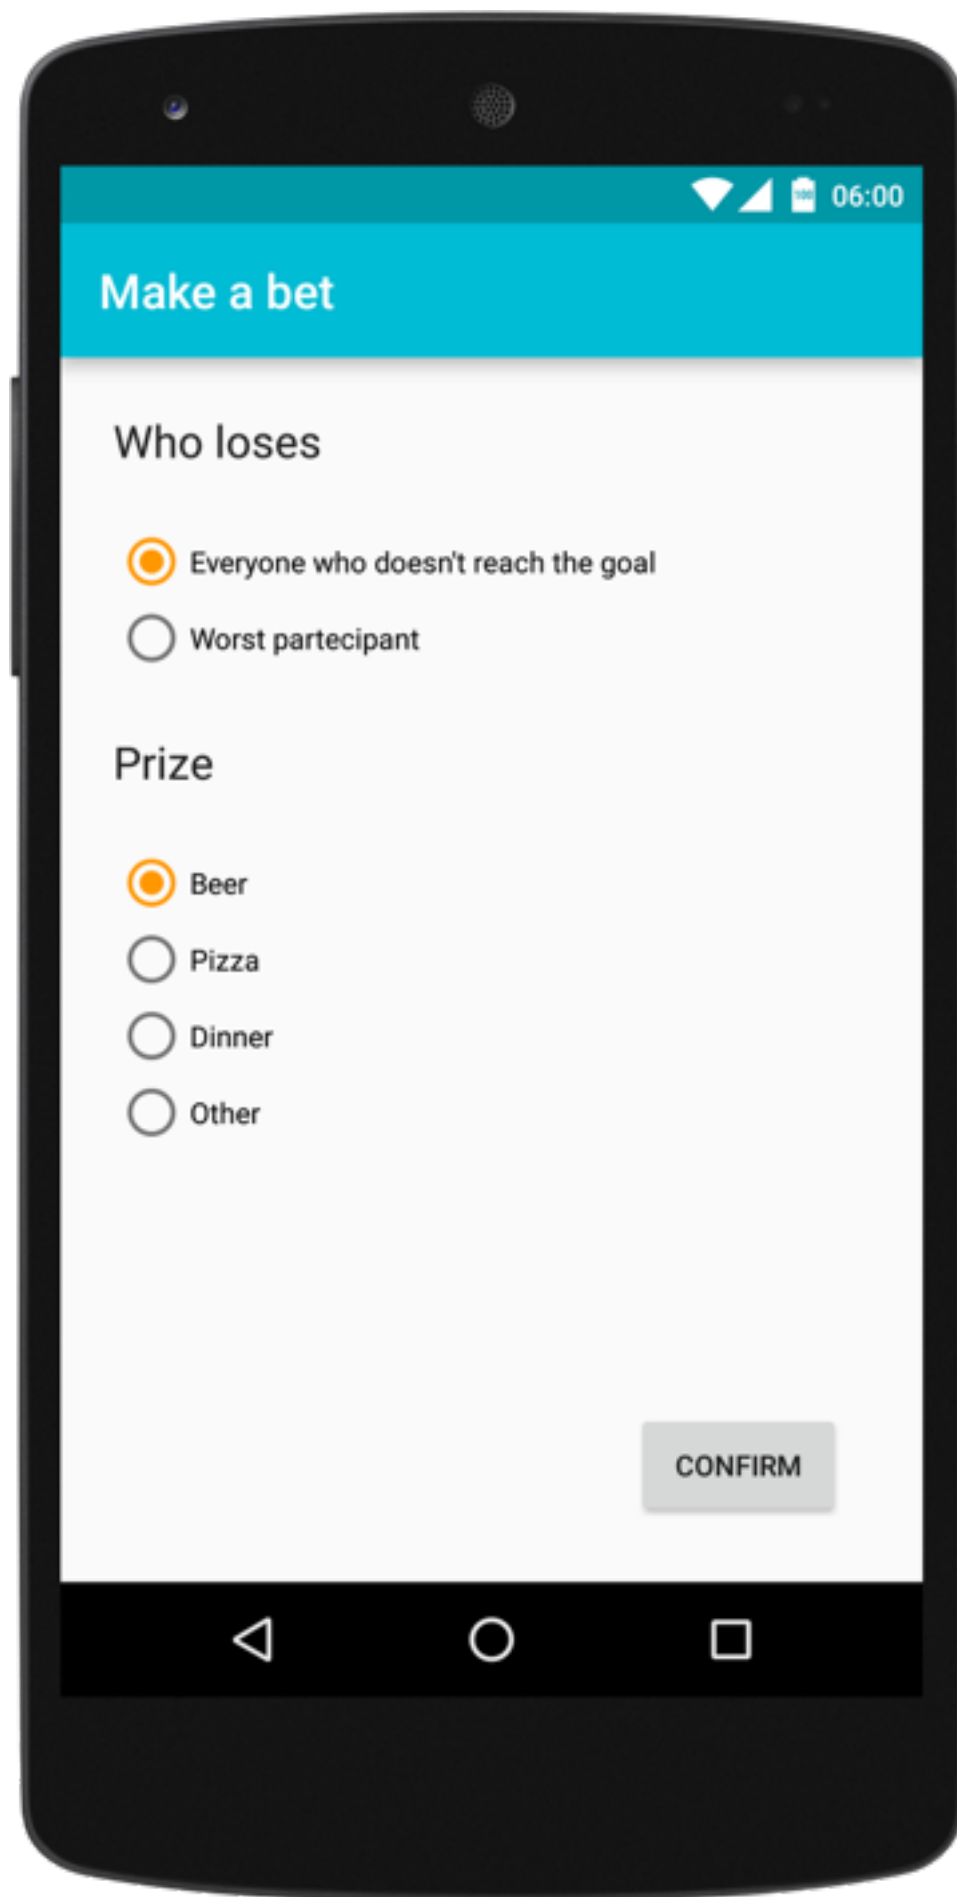 06:00
Make a bet
Who loses
Everyone who doesn't reach the goal
Worst partecipant
Prize
Beer
Pizza
Dinner
Other
CONFIRM